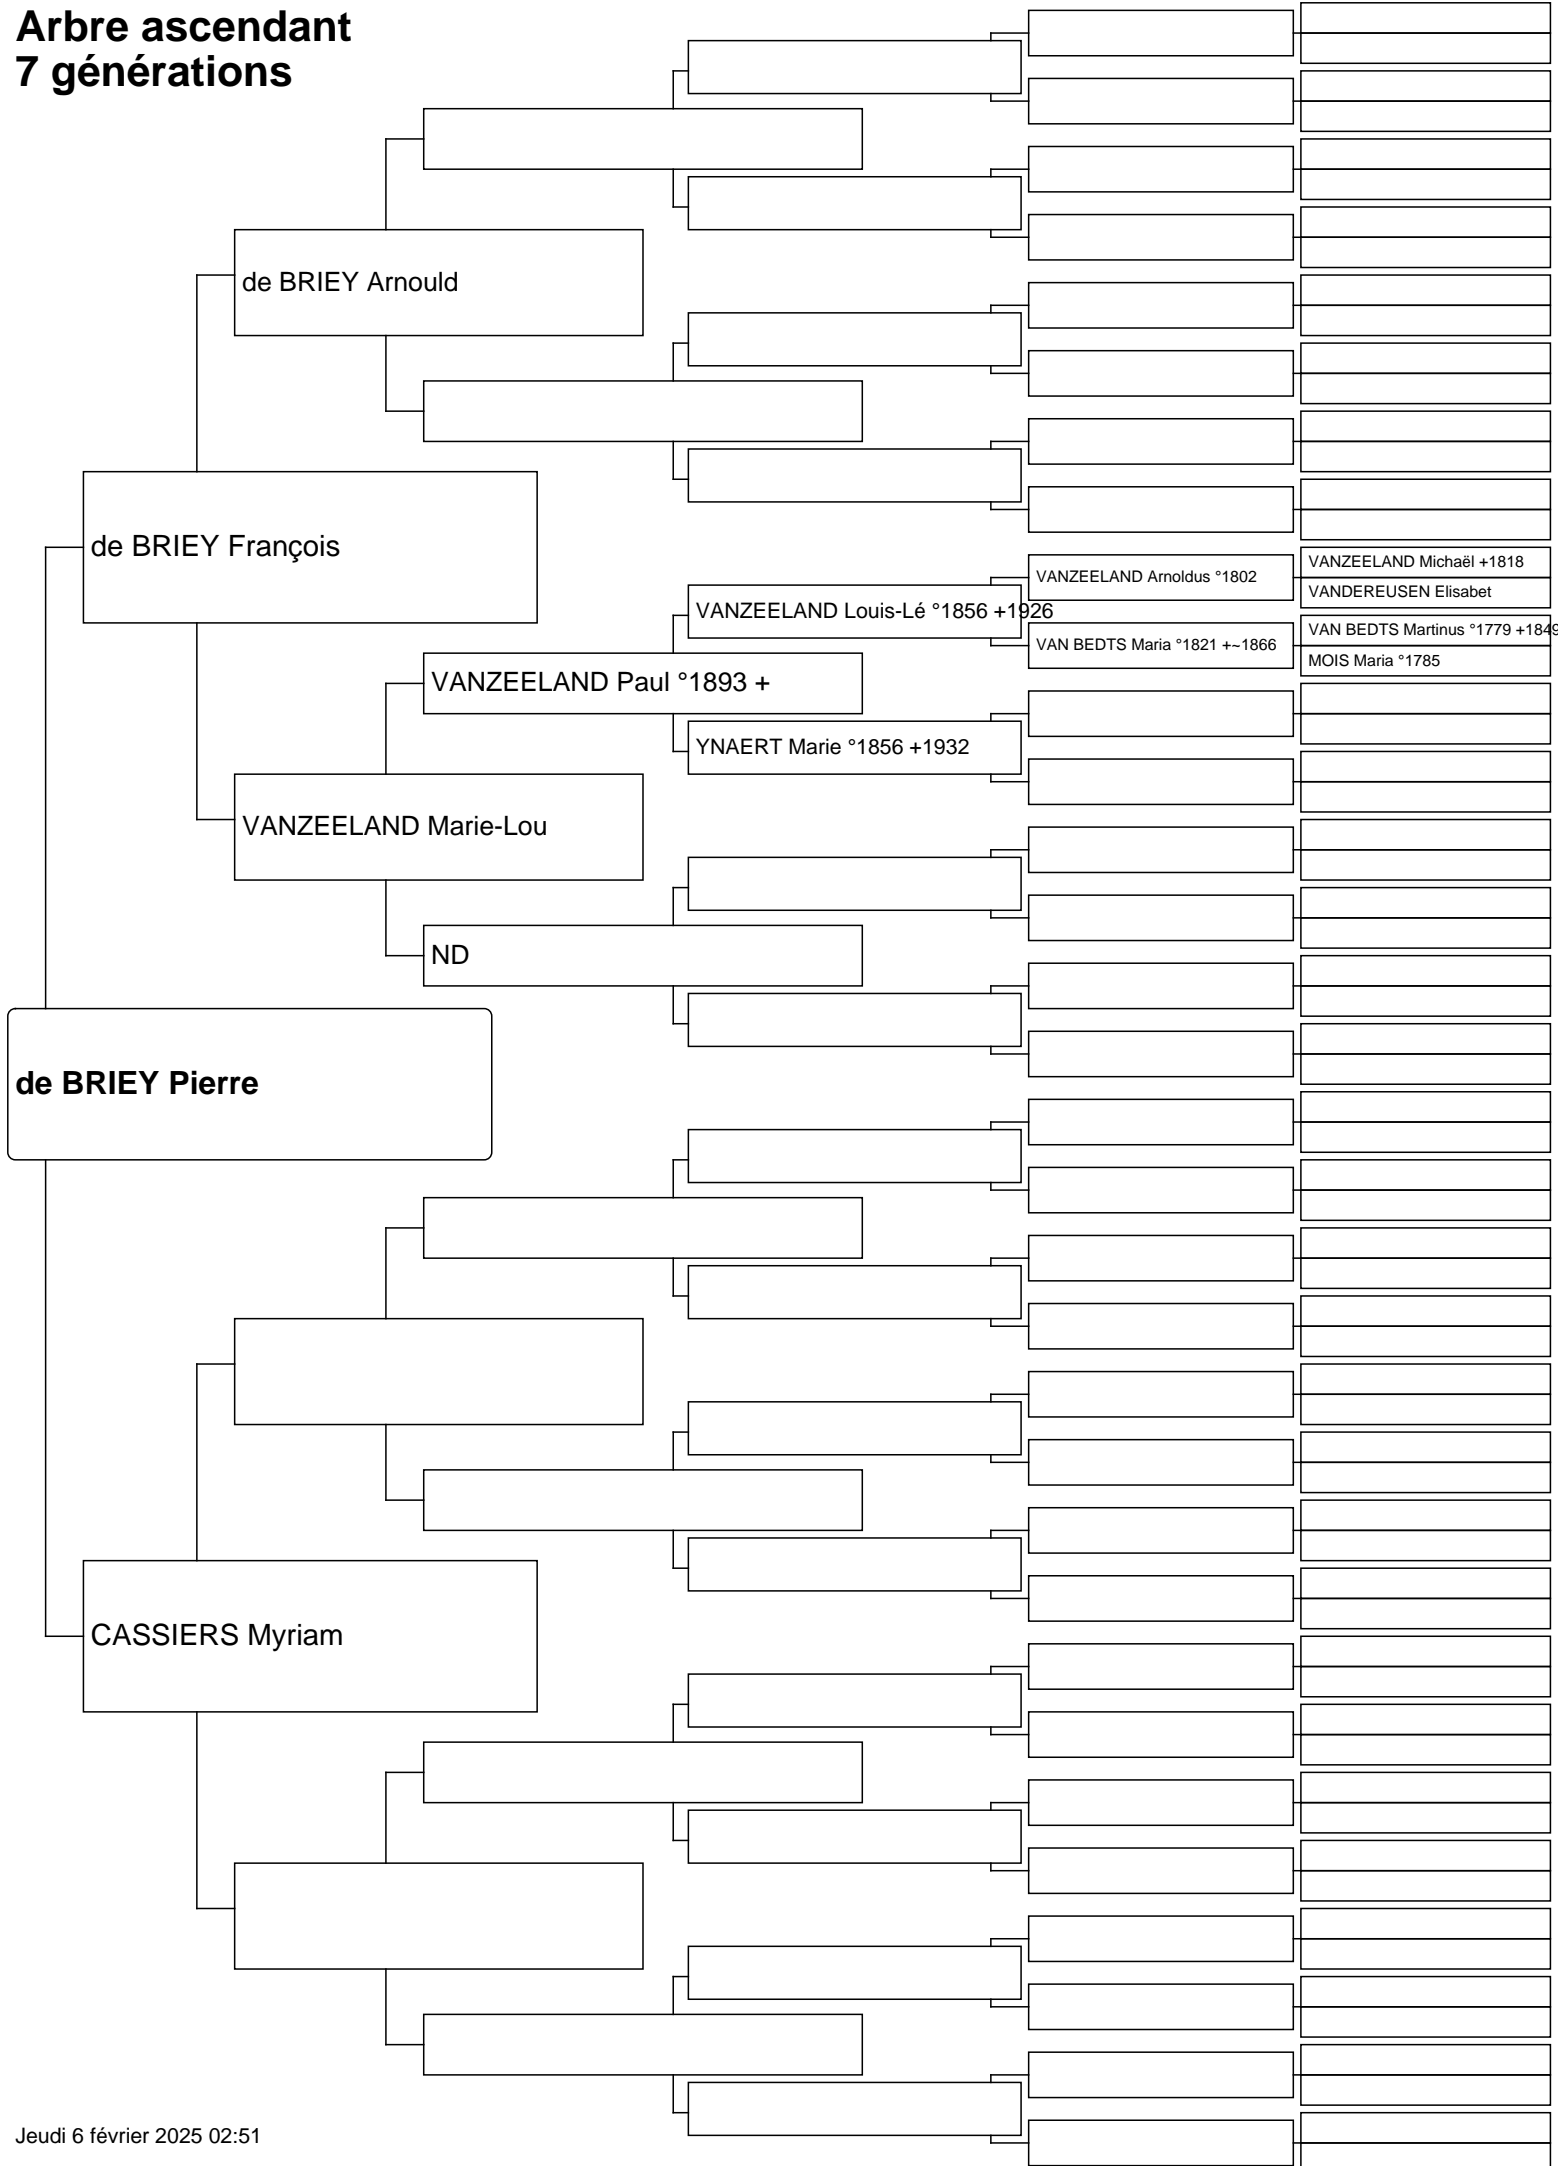 Arbre ascendant
7 générations
de BRIEY Arnould
de BRIEY François
VANZEELAND Arnoldus °1802
VANZEELAND Michaël +1818
VANDEREUSEN Elisabet
VANZEELAND Louis-Lé °1856 +1926
VAN BEDTS Maria °1821 +~1866
VAN BEDTS Martinus °1779 +1849
MOIS Maria °1785
VANZEELAND Paul °1893 +
YNAERT Marie °1856 +1932
VANZEELAND Marie-Lou
ND
de BRIEY Pierre
CASSIERS Myriam
Jeudi 6 février 2025 02:51